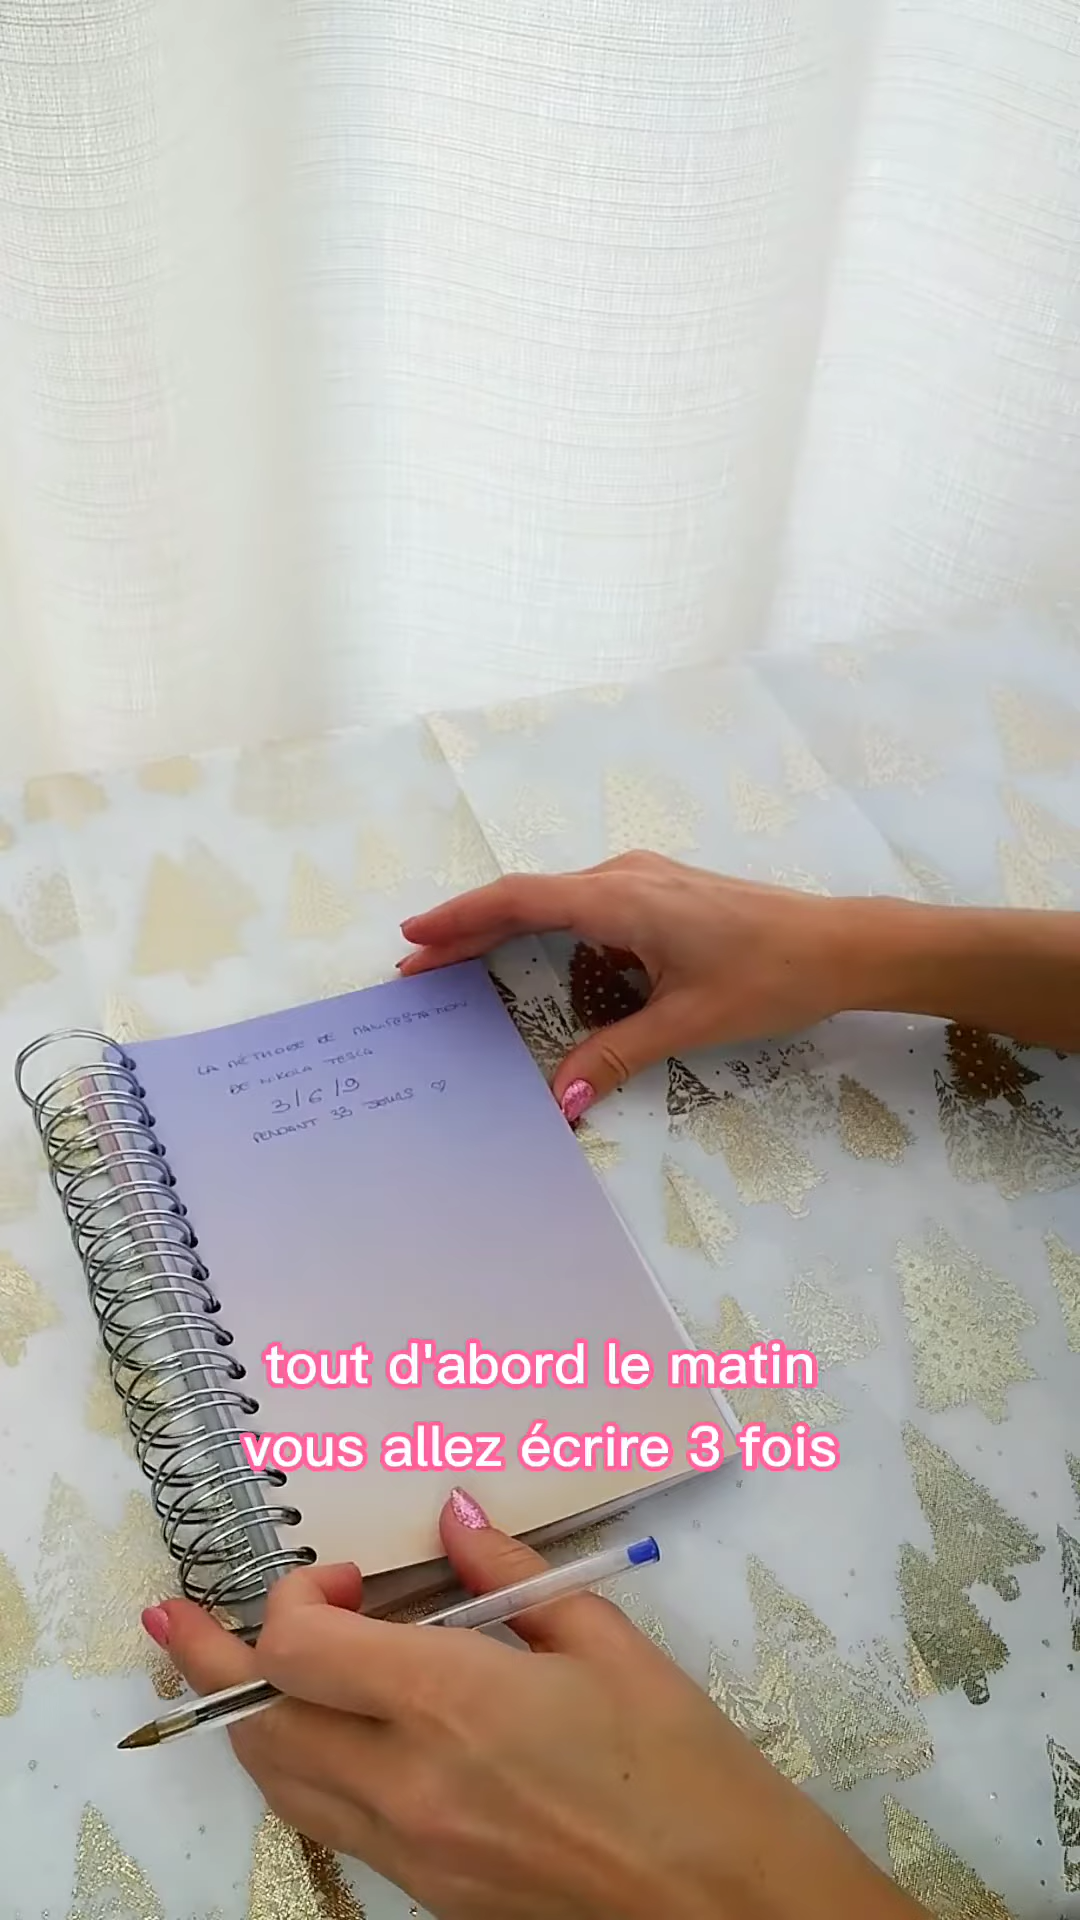 LA MÉTHODE DE MANIFESTATION
DE NIKOLA TESLA
3/6/9
PENDANT 33 JOURS ♡
tout d'abord le matin
vous allez écrire 3 fois